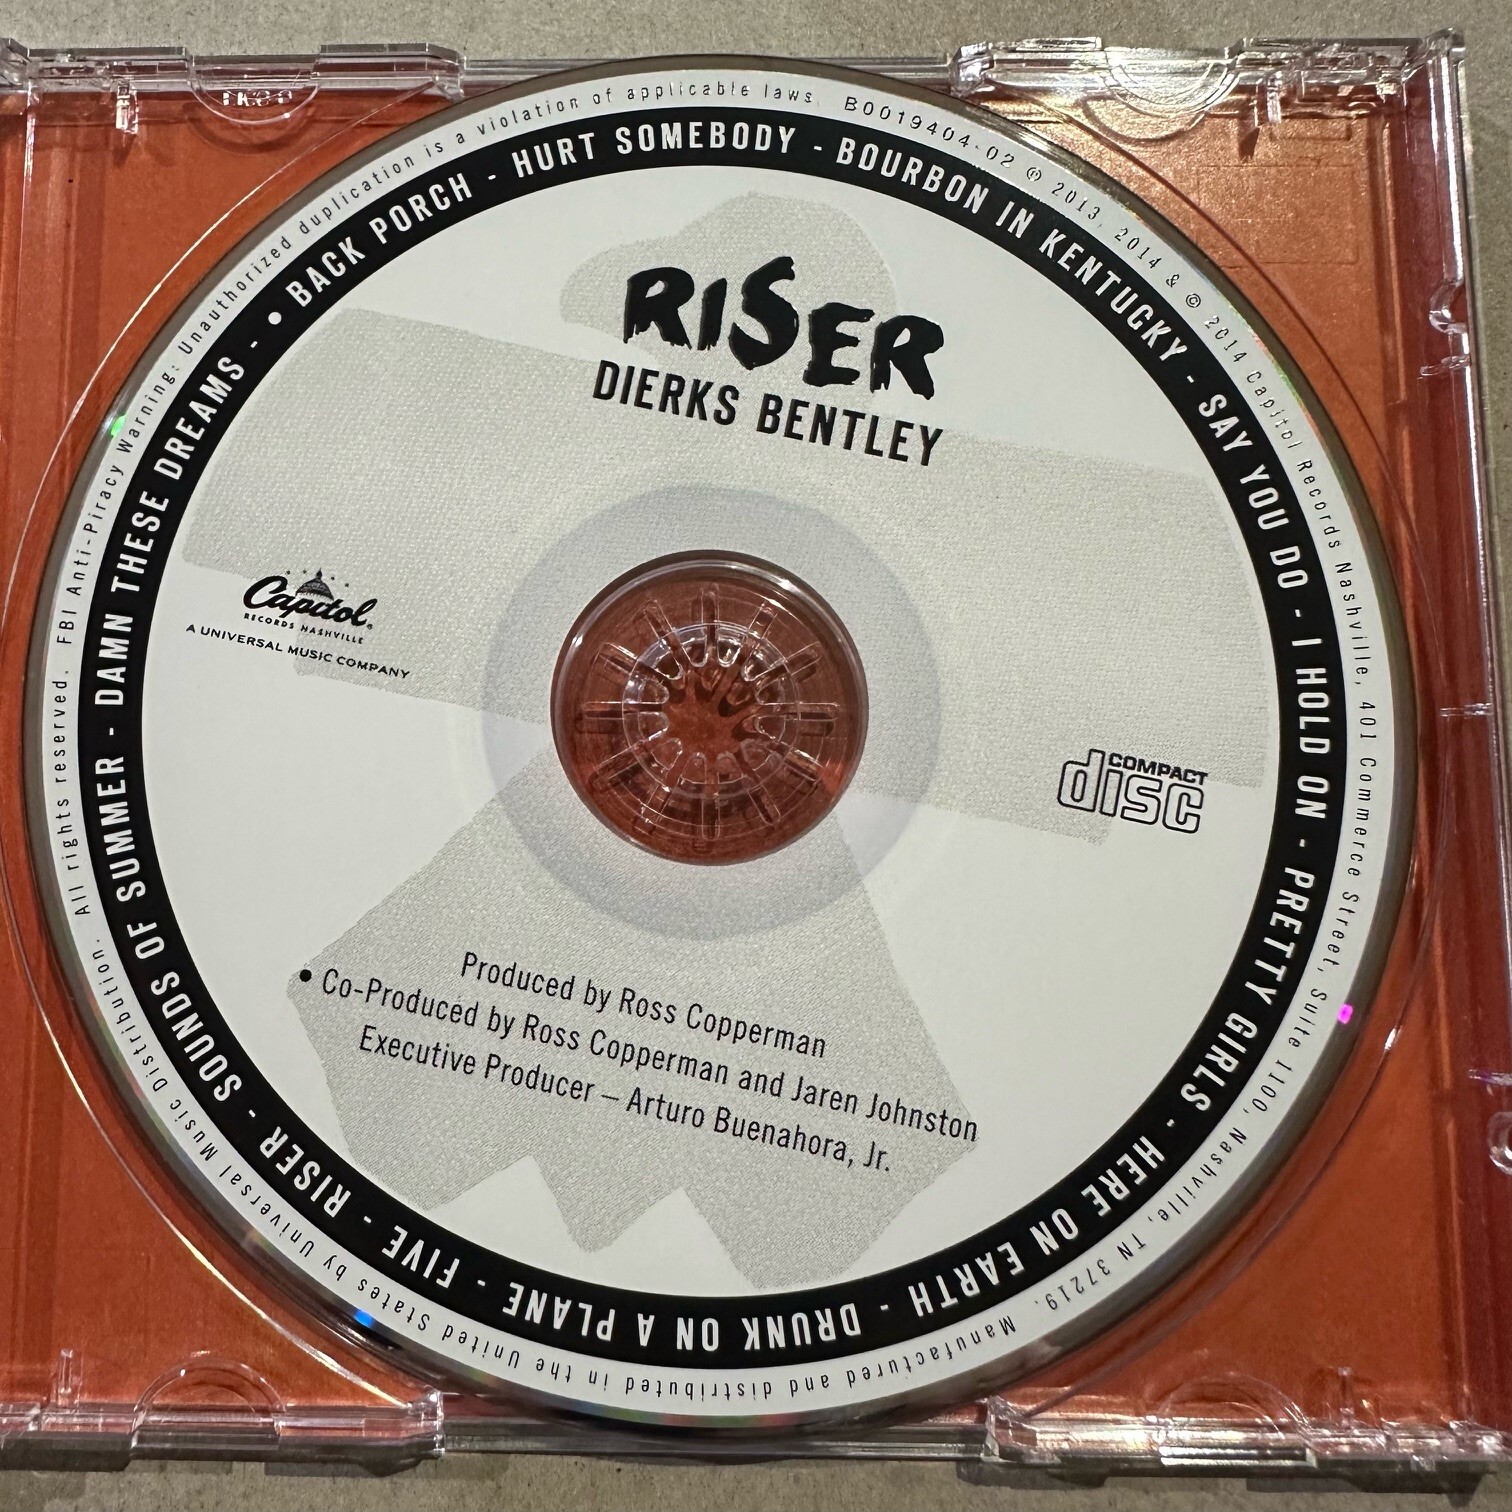 RISER
DIERKS BENTLEY
Capitol®
RECORDS NASHVILLE
A UNIVERSAL MUSIC COMPANY
COMPACT
disc
Produced by Ross Copperman
• Co-Produced by Ross Copperman and Jaren Johnston
Executive Producer – Arturo Buenahora, Jr.
• BACK PORCH - HURT SOMEBODY - BOURBON IN KENTUCKY - SAY YOU DO - I HOLD ON - PRETTY GIRLS - HERE ON EARTH - DRUNK ON A PLANE - FIVE - RISER - SOUNDS OF SUMMER - DAMN THESE DREAMS -
B0019404-02 ℗ 2013, 2014 & © 2014 Capitol Records Nashville, 401 Commerce Street, Suite 1100, Nashville, TN 37219. Manufactured and distributed in the United States by Universal Music Distribution. All rights reserved. FBI Anti-Piracy Warning: Unauthorized duplication is a violation of applicable laws.